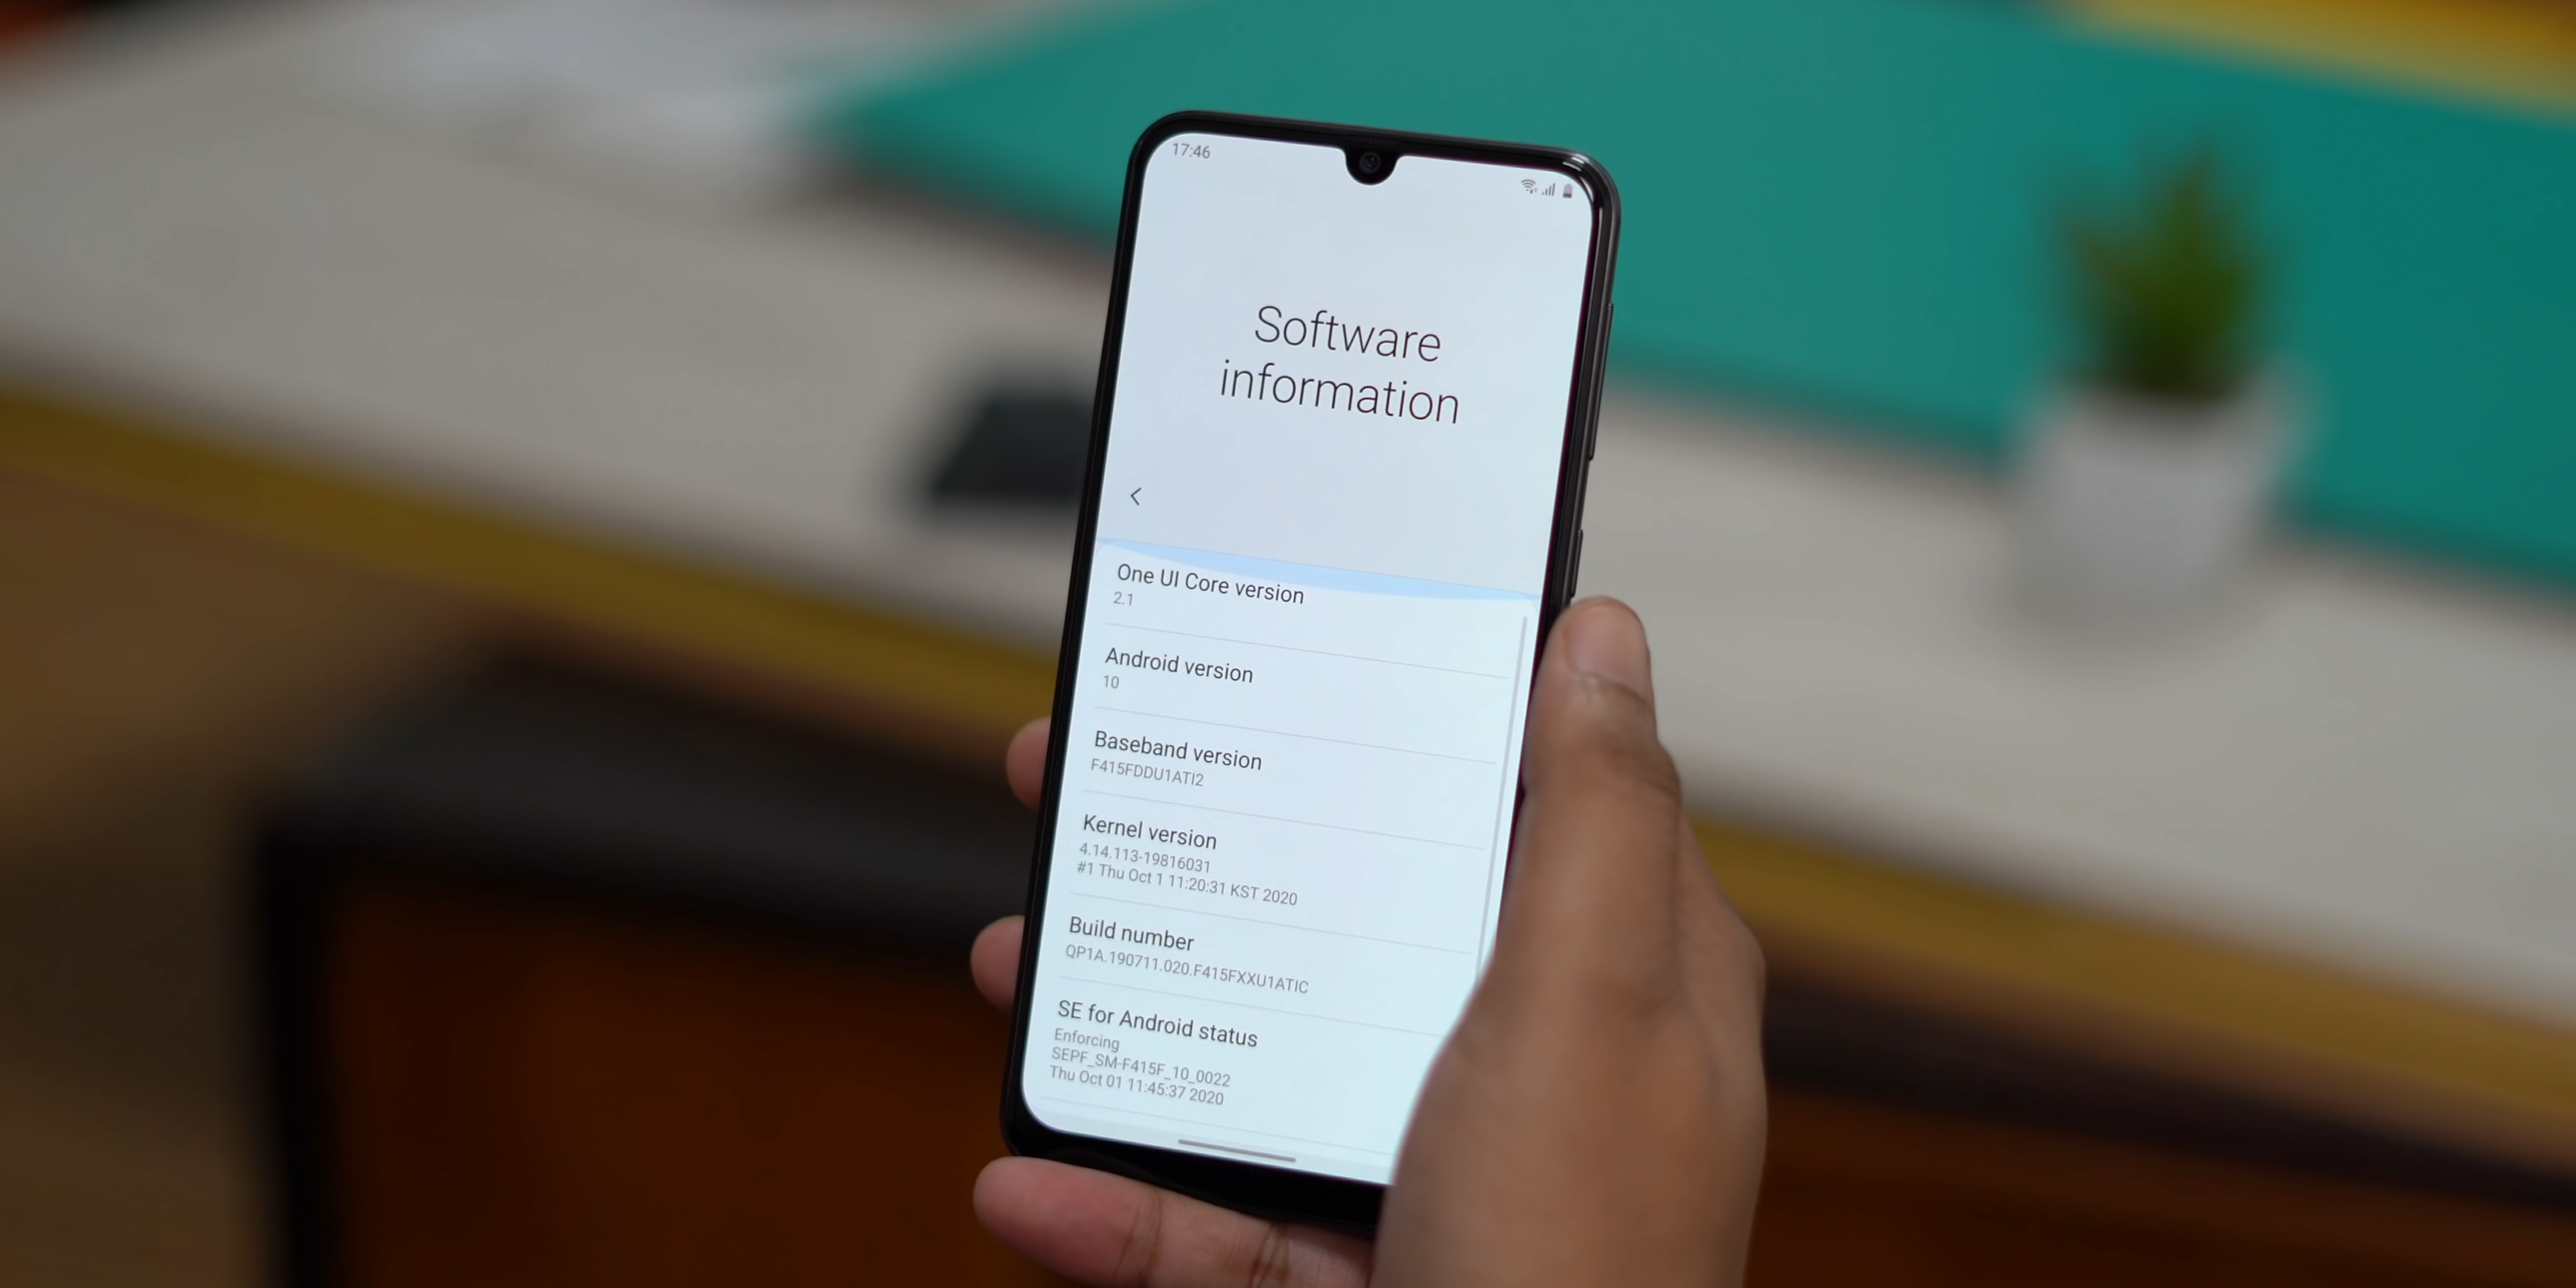 17:46
Software
information
One UI Core version
2.1
Android version
10
Baseband version
F415FDDU1ATI2
Kernel version
4.14.113-19816031
#1 Thu Oct 1 11:20:31 KST 2020
Build number
QP1A.190711.020.F415FXXU1ATIC
SE for Android status
Enforcing
SEPF_SM-F415F_10_0022
Thu Oct 01 11:45:37 2020